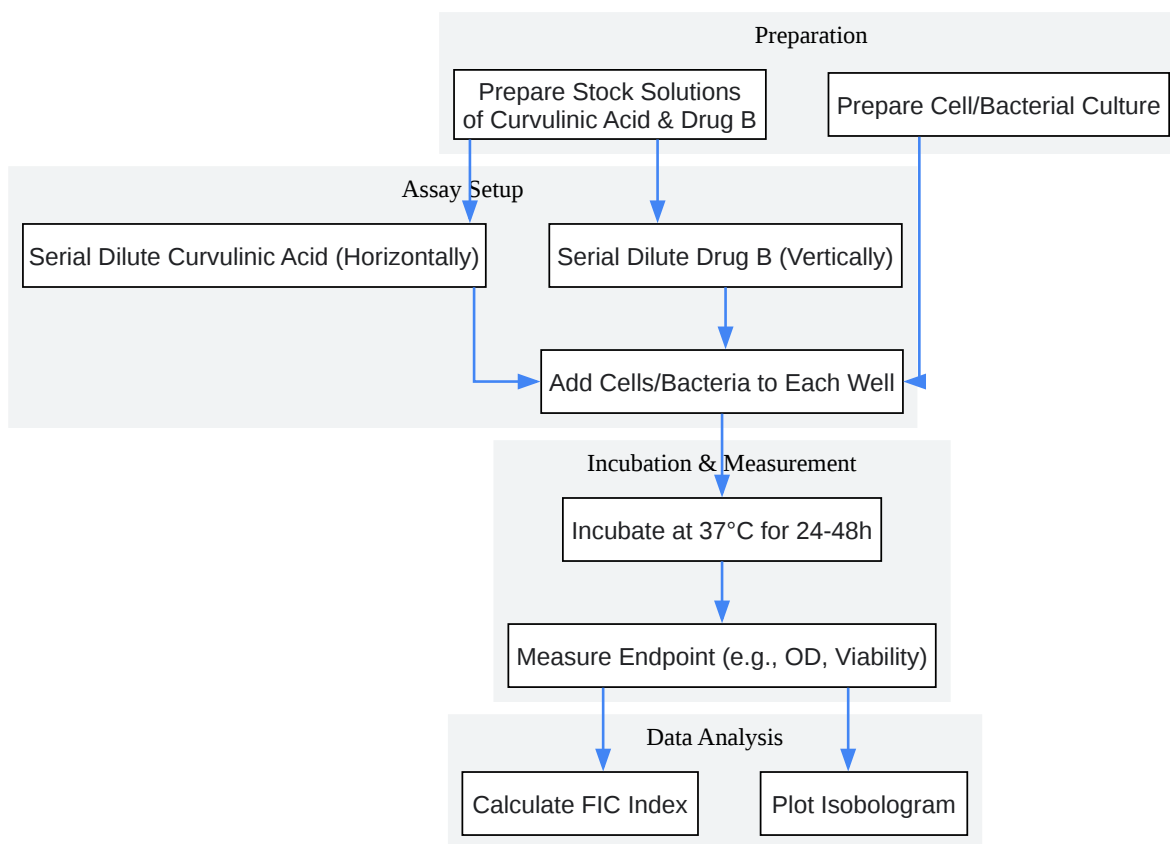 Preparation
Prepare Stock Solutions
of Curvulinic Acid & Drug B
Prepare Cell/Bacterial Culture
Assay Setup
Serial Dilute Curvulinic Acid (Horizontally)
Serial Dilute Drug B (Vertically)
Add Cells/Bacteria to Each Well
Incubation & Measurement
Incubate at 37°C for 24-48h
Measure Endpoint (e.g., OD, Viability)
Data Analysis
Calculate FIC Index
Plot Isobologram